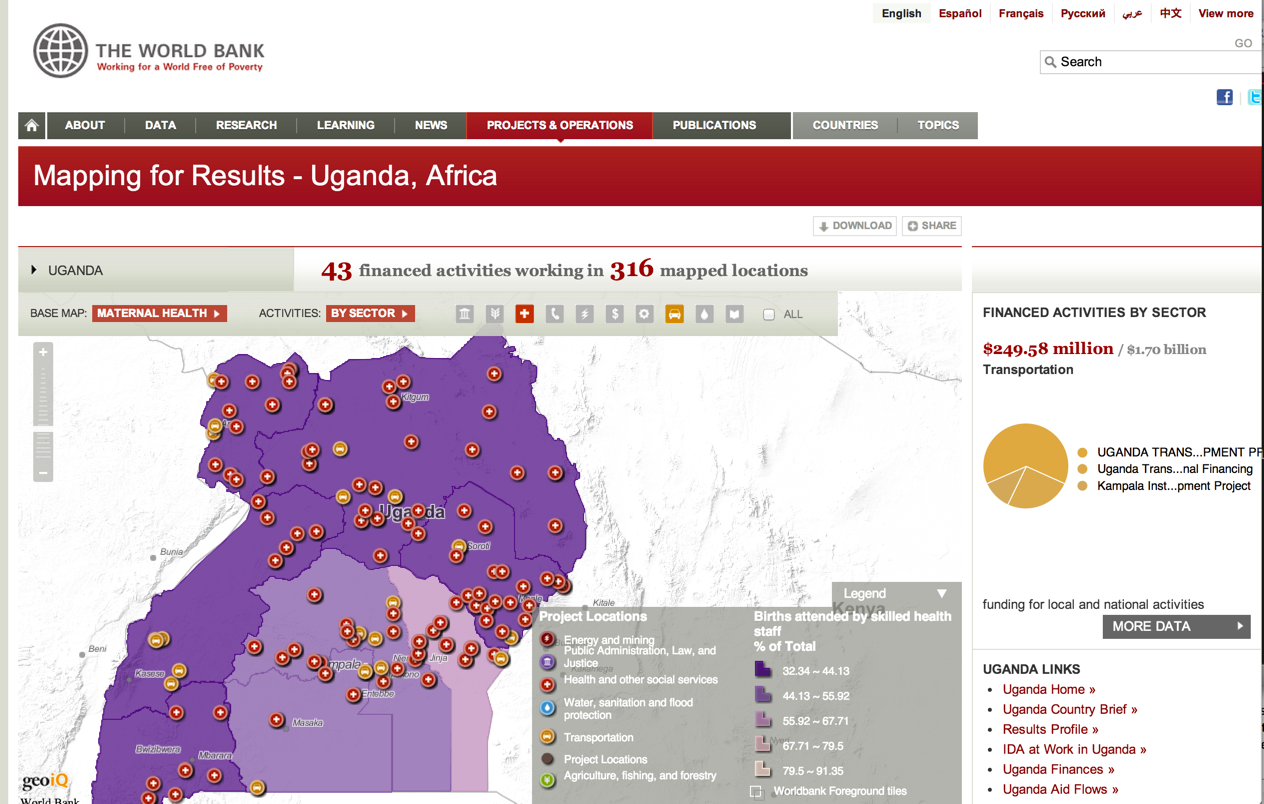 English Español Français Русский عربي 中文 View more
THE WORLD BANK
Working for a World Free of Poverty
GO
Search
ABOUT DATA RESEARCH LEARNING NEWS PROJECTS & OPERATIONS PUBLICATIONS COUNTRIES TOPICS
Mapping for Results - Uganda, Africa
DOWNLOAD SHARE
UGANDA
43 financed activities working in 316 mapped locations
BASE MAP: MATERNAL HEALTH ACTIVITIES: BY SECTOR ALL
FINANCED ACTIVITIES BY SECTOR
$249.58 million / $1.70 billion
Transportation
UGANDA TRANS...PMENT PF
Uganda Trans...nal Financing
Kampala Inst...pment Project
funding for local and national activities
MORE DATA
UGANDA LINKS
Uganda Home »
Uganda Country Brief »
Results Profile »
IDA at Work in Uganda »
Uganda Finances »
Uganda Aid Flows »
Kitgum
Uganda
Soroti
Bunia
Kitale
Kenya
Beni
Kasese
Jinja
Entebbe
Masaka
Bwizibwera
Mbarara
Legend
Project Locations
Energy and mining
Public Administration, Law, and
Justice
Health and other social services
Water, sanitation and flood
protection
Transportation
Project Locations
Agriculture, fishing, and forestry
Births attended by skilled health
staff
% of Total
32.34 ~ 44.13
44.13 ~ 55.92
55.92 ~ 67.71
67.71 ~ 79.5
79.5 ~ 91.35
Worldbank Foreground tiles
geoiQ
World Bank